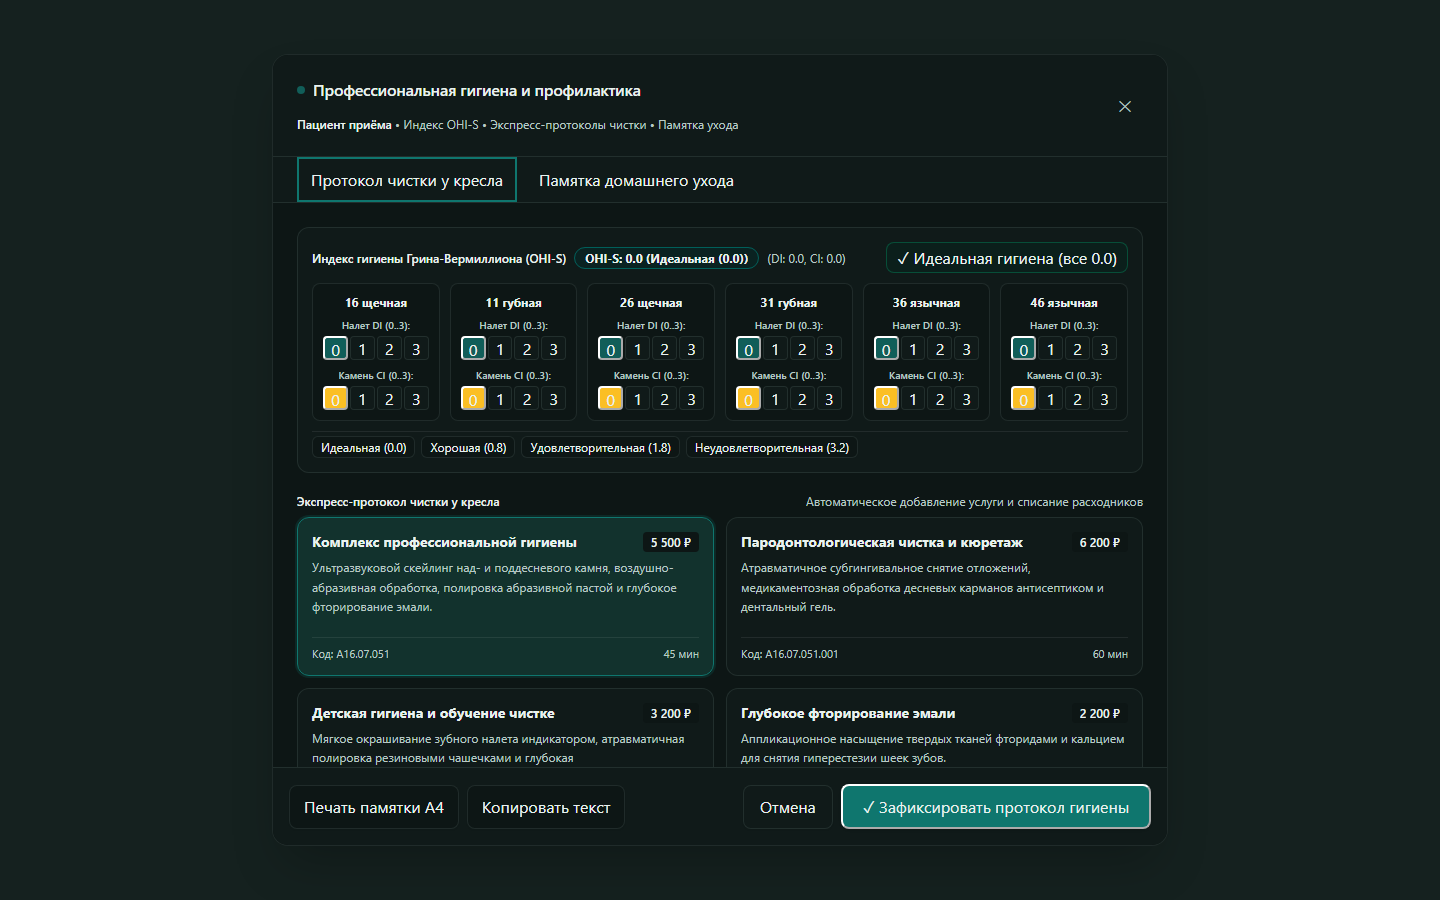 Профессиональная гигиена и профилактика
Пациент приёма • Индекс OHI-S • Экспресс-протоколы чистки • Памятка ухода
Протокол чистки у кресла
Памятка домашнего ухода
Индекс гигиены Грина-Вермиллиона (OHI-S)
OHI-S: 0.0 (Идеальная (0.0))
(DI: 0.0, CI: 0.0)
✓ Идеальная гигиена (все 0.0)
16 щечная
Налет DI (0..3):
0 1 2 3
Камень CI (0..3):
0 1 2 3
11 губная
Налет DI (0..3):
0 1 2 3
Камень CI (0..3):
0 1 2 3
26 щечная
Налет DI (0..3):
0 1 2 3
Камень CI (0..3):
0 1 2 3
31 губная
Налет DI (0..3):
0 1 2 3
Камень CI (0..3):
0 1 2 3
36 язычная
Налет DI (0..3):
0 1 2 3
Камень CI (0..3):
0 1 2 3
46 язычная
Налет DI (0..3):
0 1 2 3
Камень CI (0..3):
0 1 2 3
Идеальная (0.0)
Хорошая (0.8)
Удовлетворительная (1.8)
Неудовлетворительная (3.2)
Экспресс-протокол чистки у кресла
Автоматическое добавление услуги и списание расходников
Комплекс профессиональной гигиены
5 500 ₽
Ультразвуковой скейлинг над- и поддесневого камня, воздушно-
абразивная обработка, полировка абразивной пастой и глубокое
фторирование эмали.
Код: A16.07.051
45 мин
Пародонтологическая чистка и кюретаж
6 200 ₽
Атравматичное субгингивальное снятие отложений,
медикаментозная обработка десневых карманов антисептиком и
дентальный гель.
Код: A16.07.051.001
60 мин
Детская гигиена и обучение чистке
3 200 ₽
Мягкое окрашивание зубного налета индикатором, атравматичная
полировка резиновыми чашечками и глубокая
Глубокое фторирование эмали
2 200 ₽
Аппликационное насыщение твердых тканей фторидами и кальцием
для снятия гиперестезии шеек зубов.
Печать памятки А4
Копировать текст
Отмена
✓ Зафиксировать протокол гигиены